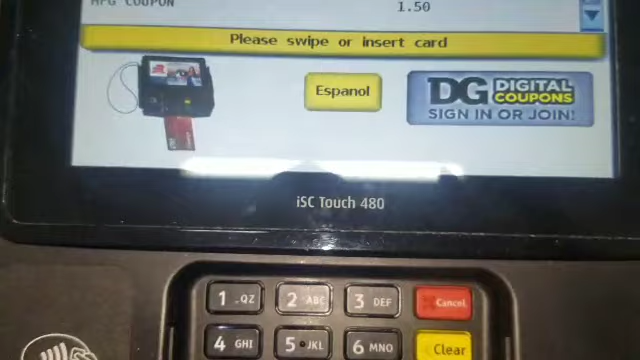 MFG COUPON 1.50
Please swipe or insert card
Espanol
DG DIGITAL COUPONS
SIGN IN OR JOIN!
iSC Touch 480
1 -QZ 2 ABC 3 DEF Cancel
4 GHI 5 JKL 6 MNO Clear